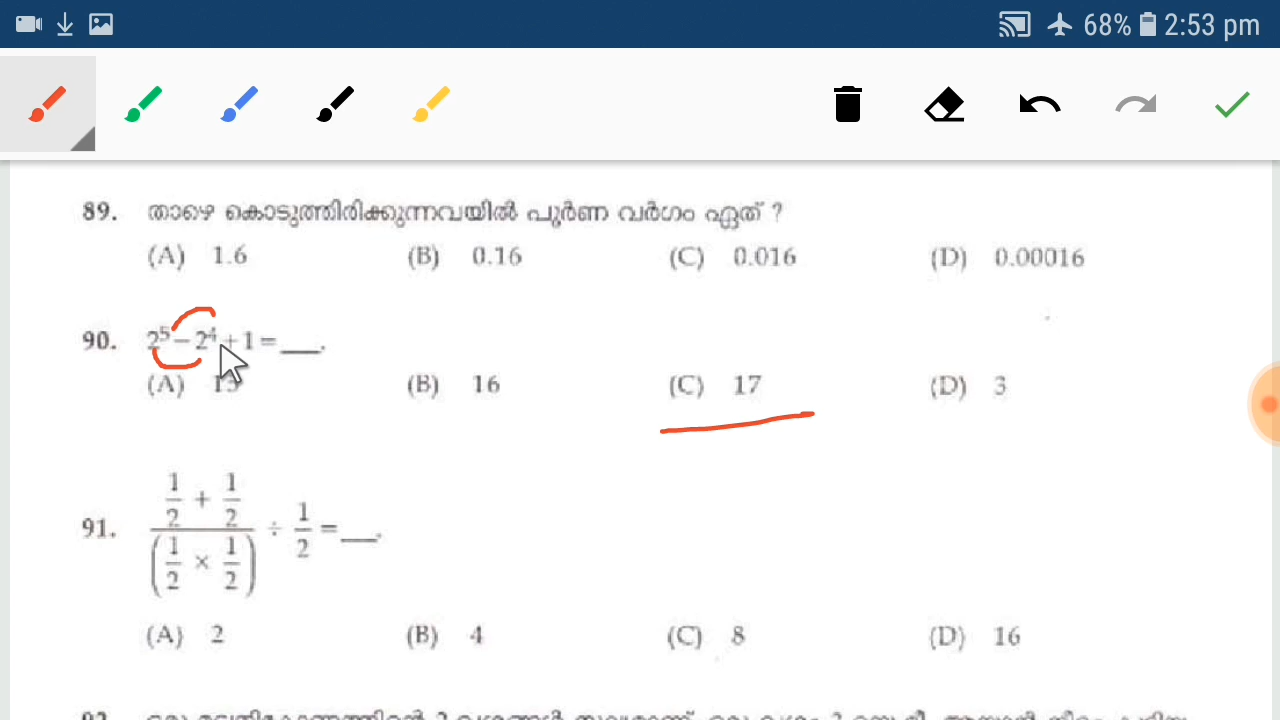 68% 2:53 pm
89. താഴെ കൊടുത്തിരിക്കുന്നവയിൽ പൂർണ വർഗം ഏത് ?
(A) 1.6 (B) 0.16 (C) 0.016 (D) 0.00016
90. 2⁵ − 2⁴ + 1 = __.
(A) 15 (B) 16 (C) 17 (D) 3
91. (1/2 + 1/2) / (1/2 × 1/2) ÷ 1/2 = __.
(A) 2 (B) 4 (C) 8 (D) 16